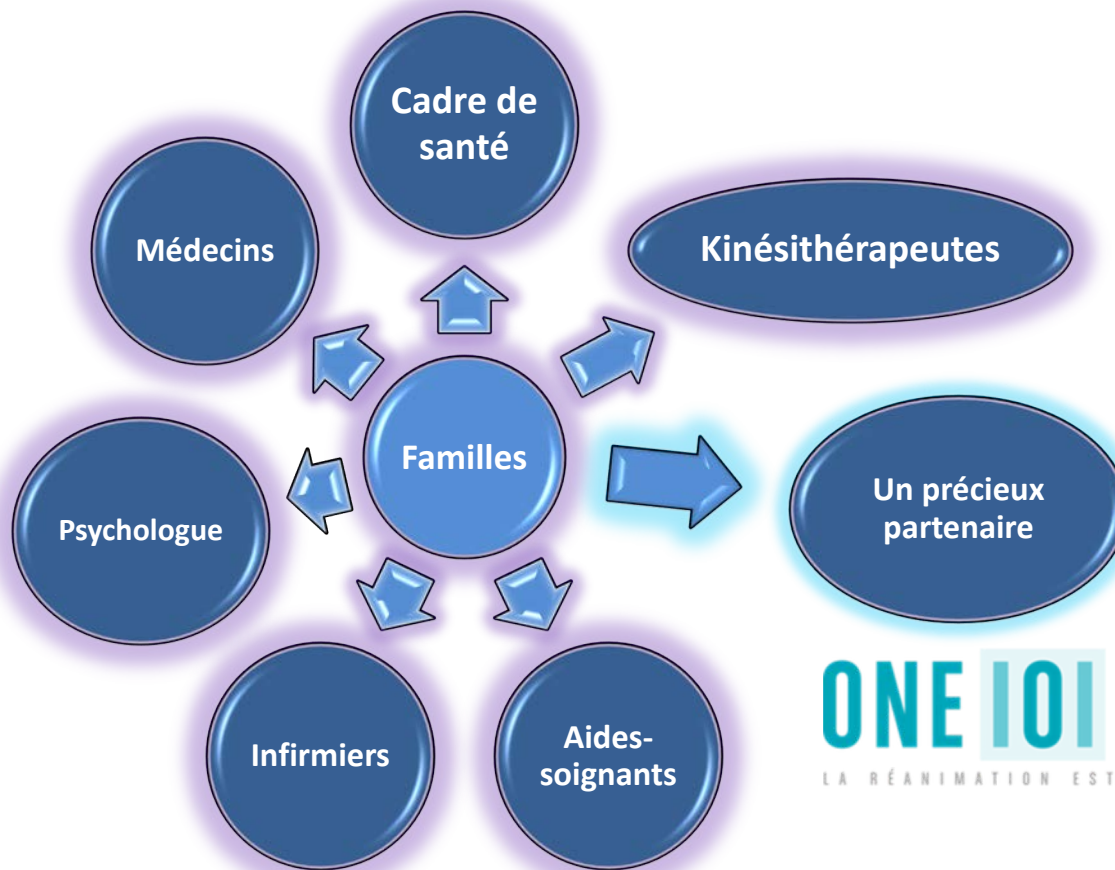 Cadre de
santé
Médecins
Kinésithérapeutes
Familles
Un précieux
partenaire
Psychologue
Infirmiers
Aides-
soignants
ONE IOI
LA RÉANIMATION EST